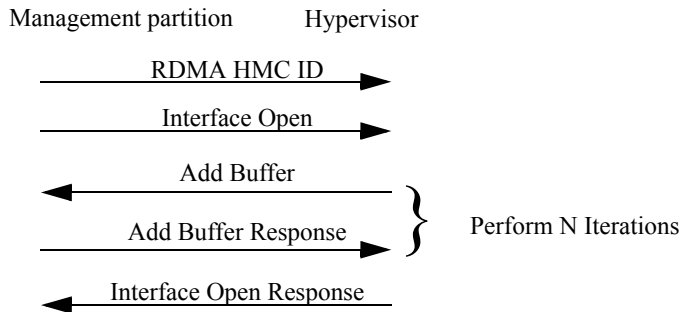 Management partition Hypervisor
RDMA HMC ID
Interface Open
Add Buffer
Add Buffer Response
Perform N Iterations
Interface Open Response